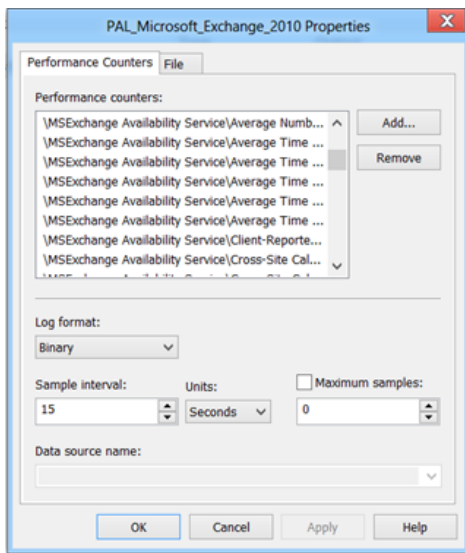 PAL_Microsoft_Exchange_2010 Properties
X
Performance Counters File
Performance counters:
\MSExchange Availability Service\Average Numb...
\MSExchange Availability Service\Average Time ...
\MSExchange Availability Service\Average Time ...
\MSExchange Availability Service\Average Time ...
\MSExchange Availability Service\Average Time ...
\MSExchange Availability Service\Average Time ...
\MSExchange Availability Service\Client-Reporte...
\MSExchange Availability Service\Cross-Site Cal...
Add...
Remove
Log format:
Binary
Sample interval: Units: Maximum samples:
15 Seconds 0
Data source name:
OK Cancel Apply Help